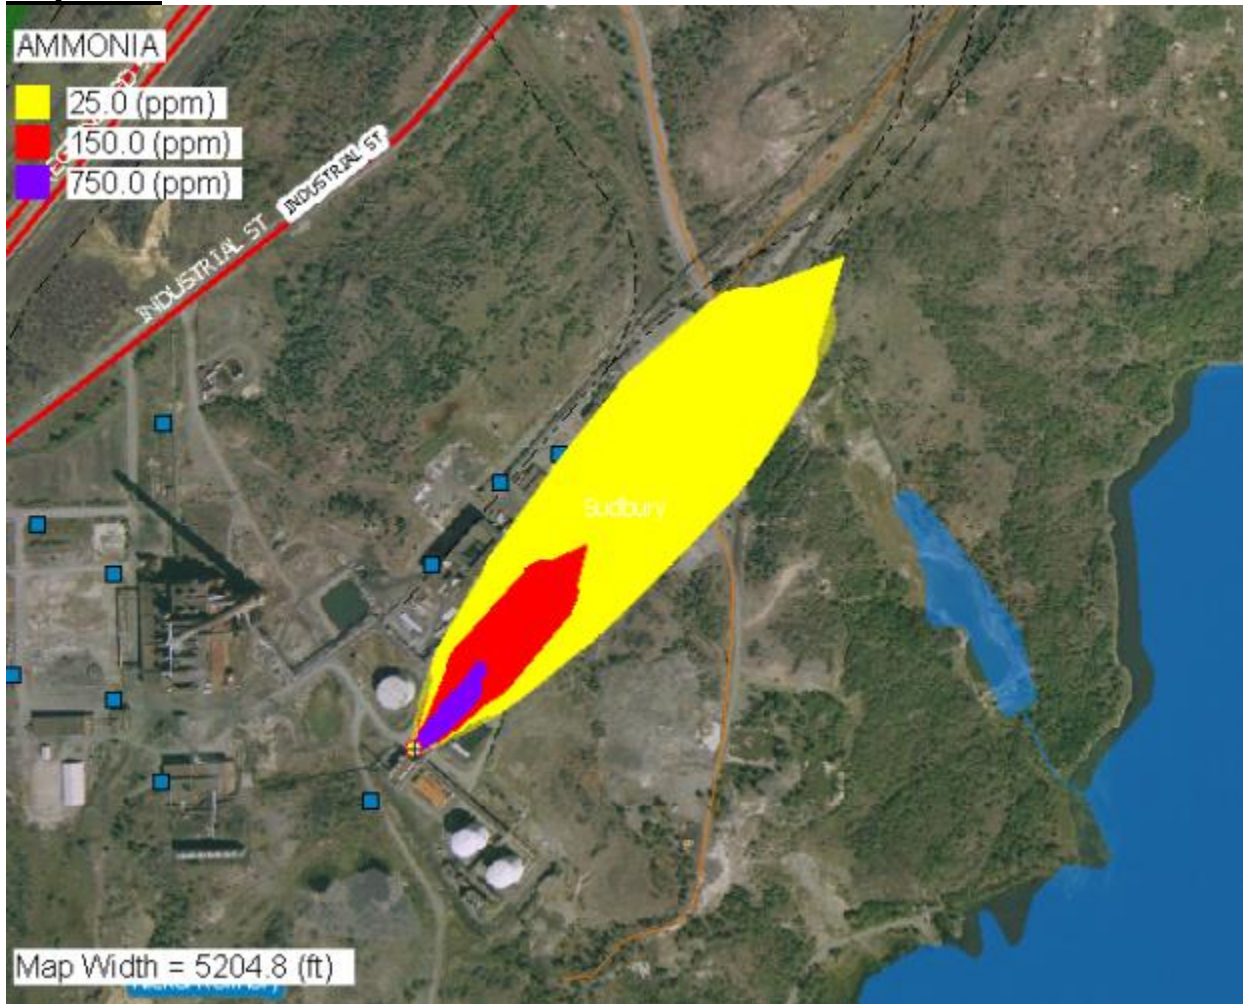 AMMONIA
25.0 (ppm)
150.0 (ppm)
750.0 (ppm)
INDUSTRIAL ST
INDUSTRIAL ST
Sudbury
Map Width = 5204.8 (ft)